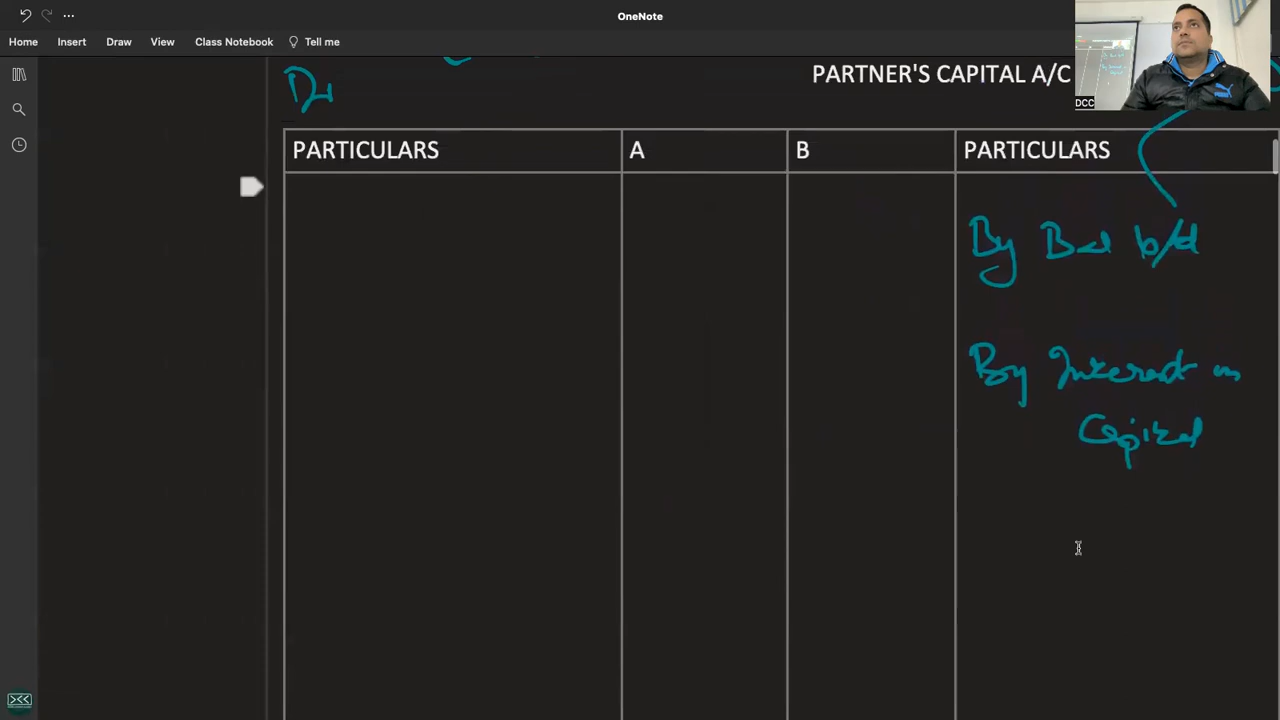 OneNote
Home Insert Draw View Class Notebook Tell me
Dr
PARTNER'S CAPITAL A/C
DCC
PARTICULARS A B PARTICULARS
By Bal b/d
By Interest on
Capital